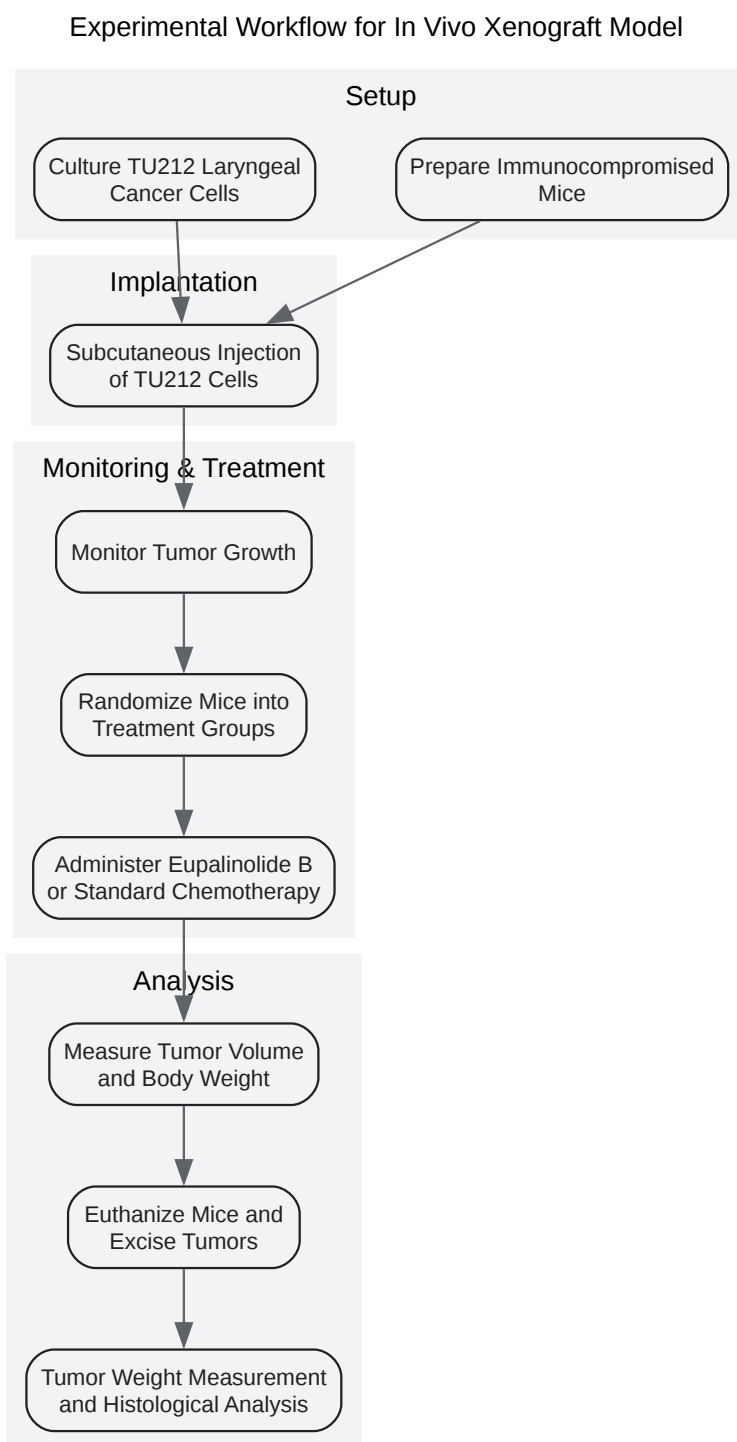 Experimental Workflow for In Vivo Xenograft Model
Setup
Culture TU212 Laryngeal
Cancer Cells
Prepare Immunocompromised
Mice
Implantation
Subcutaneous Injection
of TU212 Cells
Monitoring & Treatment
Monitor Tumor Growth
Randomize Mice into
Treatment Groups
Administer Eupalinolide B
or Standard Chemotherapy
Analysis
Measure Tumor Volume
and Body Weight
Euthanize Mice and
Excise Tumors
Tumor Weight Measurement
and Histological Analysis